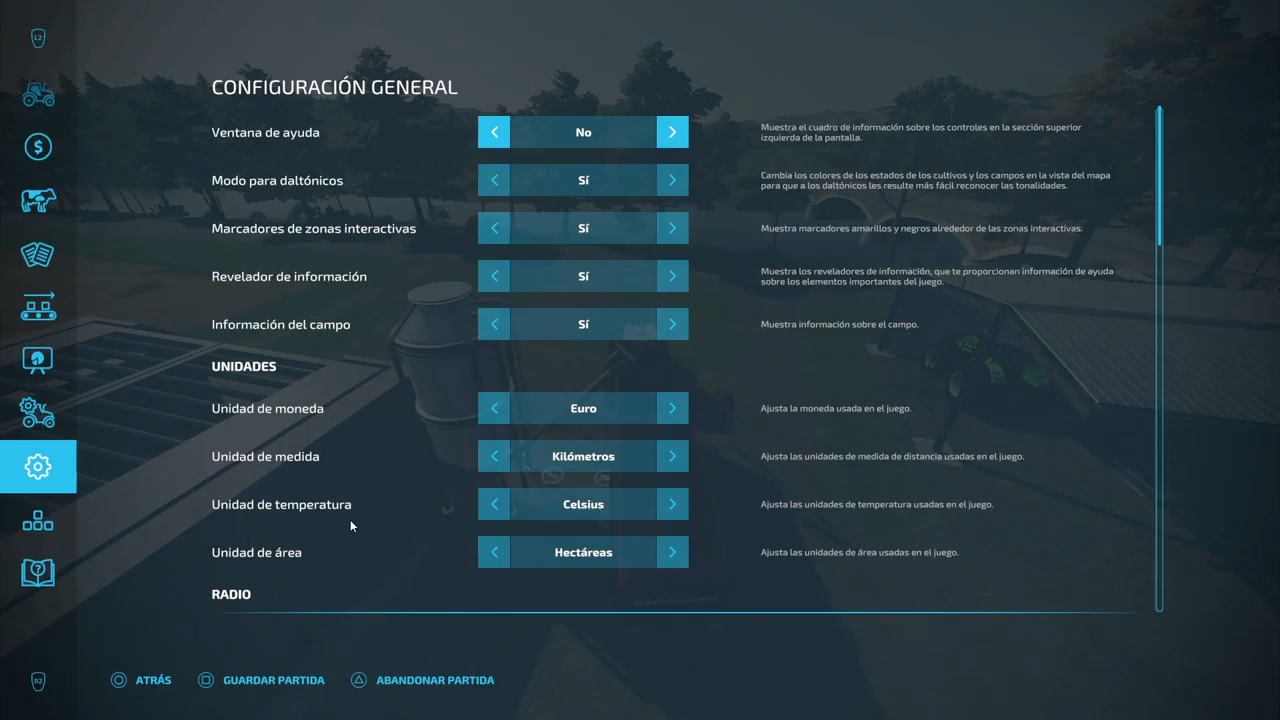 L2
CONFIGURACIÓN GENERAL
Ventana de ayuda
No
Muestra el cuadro de información sobre los controles en la sección superior
izquierda de la pantalla.
Modo para daltónicos
Sí
Cambia los colores de los estados de los cultivos y los campos en la vista del mapa
para que a los daltónicos les resulte más fácil reconocer las tonalidades.
Marcadores de zonas interactivas
Sí
Muestra marcadores amarillos y negros alrededor de las zonas interactivas.
Revelador de información
Sí
Muestra los reveladores de información, que te proporcionan información de ayuda
sobre los elementos importantes del juego.
Información del campo
Sí
Muestra información sobre el campo.
UNIDADES
Unidad de moneda
Euro
Ajusta la moneda usada en el juego.
Unidad de medida
Kilómetros
Ajusta las unidades de medida de distancia usadas en el juego.
Unidad de temperatura
Celsius
Ajusta las unidades de temperatura usadas en el juego.
Unidad de área
Hectáreas
Ajusta las unidades de área usadas en el juego.
RADIO
R2
ATRÁS
GUARDAR PARTIDA
ABANDONAR PARTIDA